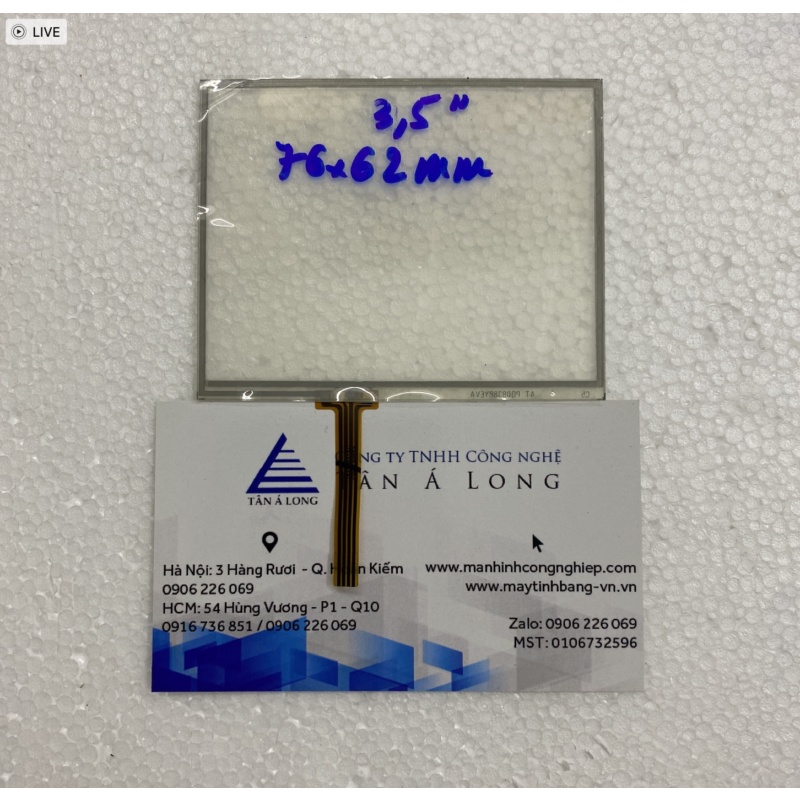 LIVE
3,5"
76x62mm
NG TY TNHH CÔNG NGHỆ
TÂN Á LONG
ÂN Á LONG
Hà Nội: 3 Hàng Rươi - Q. H n Kiếm
0906 226 069
HCM: 54 Hùng Vương - P1 - Q10
0916 736 851 / 0906 226 069
www.manhinhcongnghiep.com
www.maytinhbang-vn.vn
Zalo: 0906 226 069
MST: 0106732596